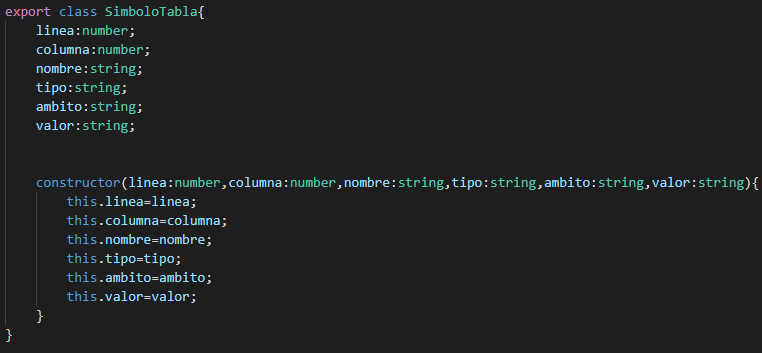 export class SimboloTabla{
linea:number;
columna:number;
nombre:string;
tipo:string;
ambito:string;
valor:string;
constructor(linea:number,columna:number,nombre:string,tipo:string,ambito:string,valor:string){
this.linea=linea;
this.columna=columna;
this.nombre=nombre;
this.tipo=tipo;
this.ambito=ambito;
this.valor=valor;
}
}